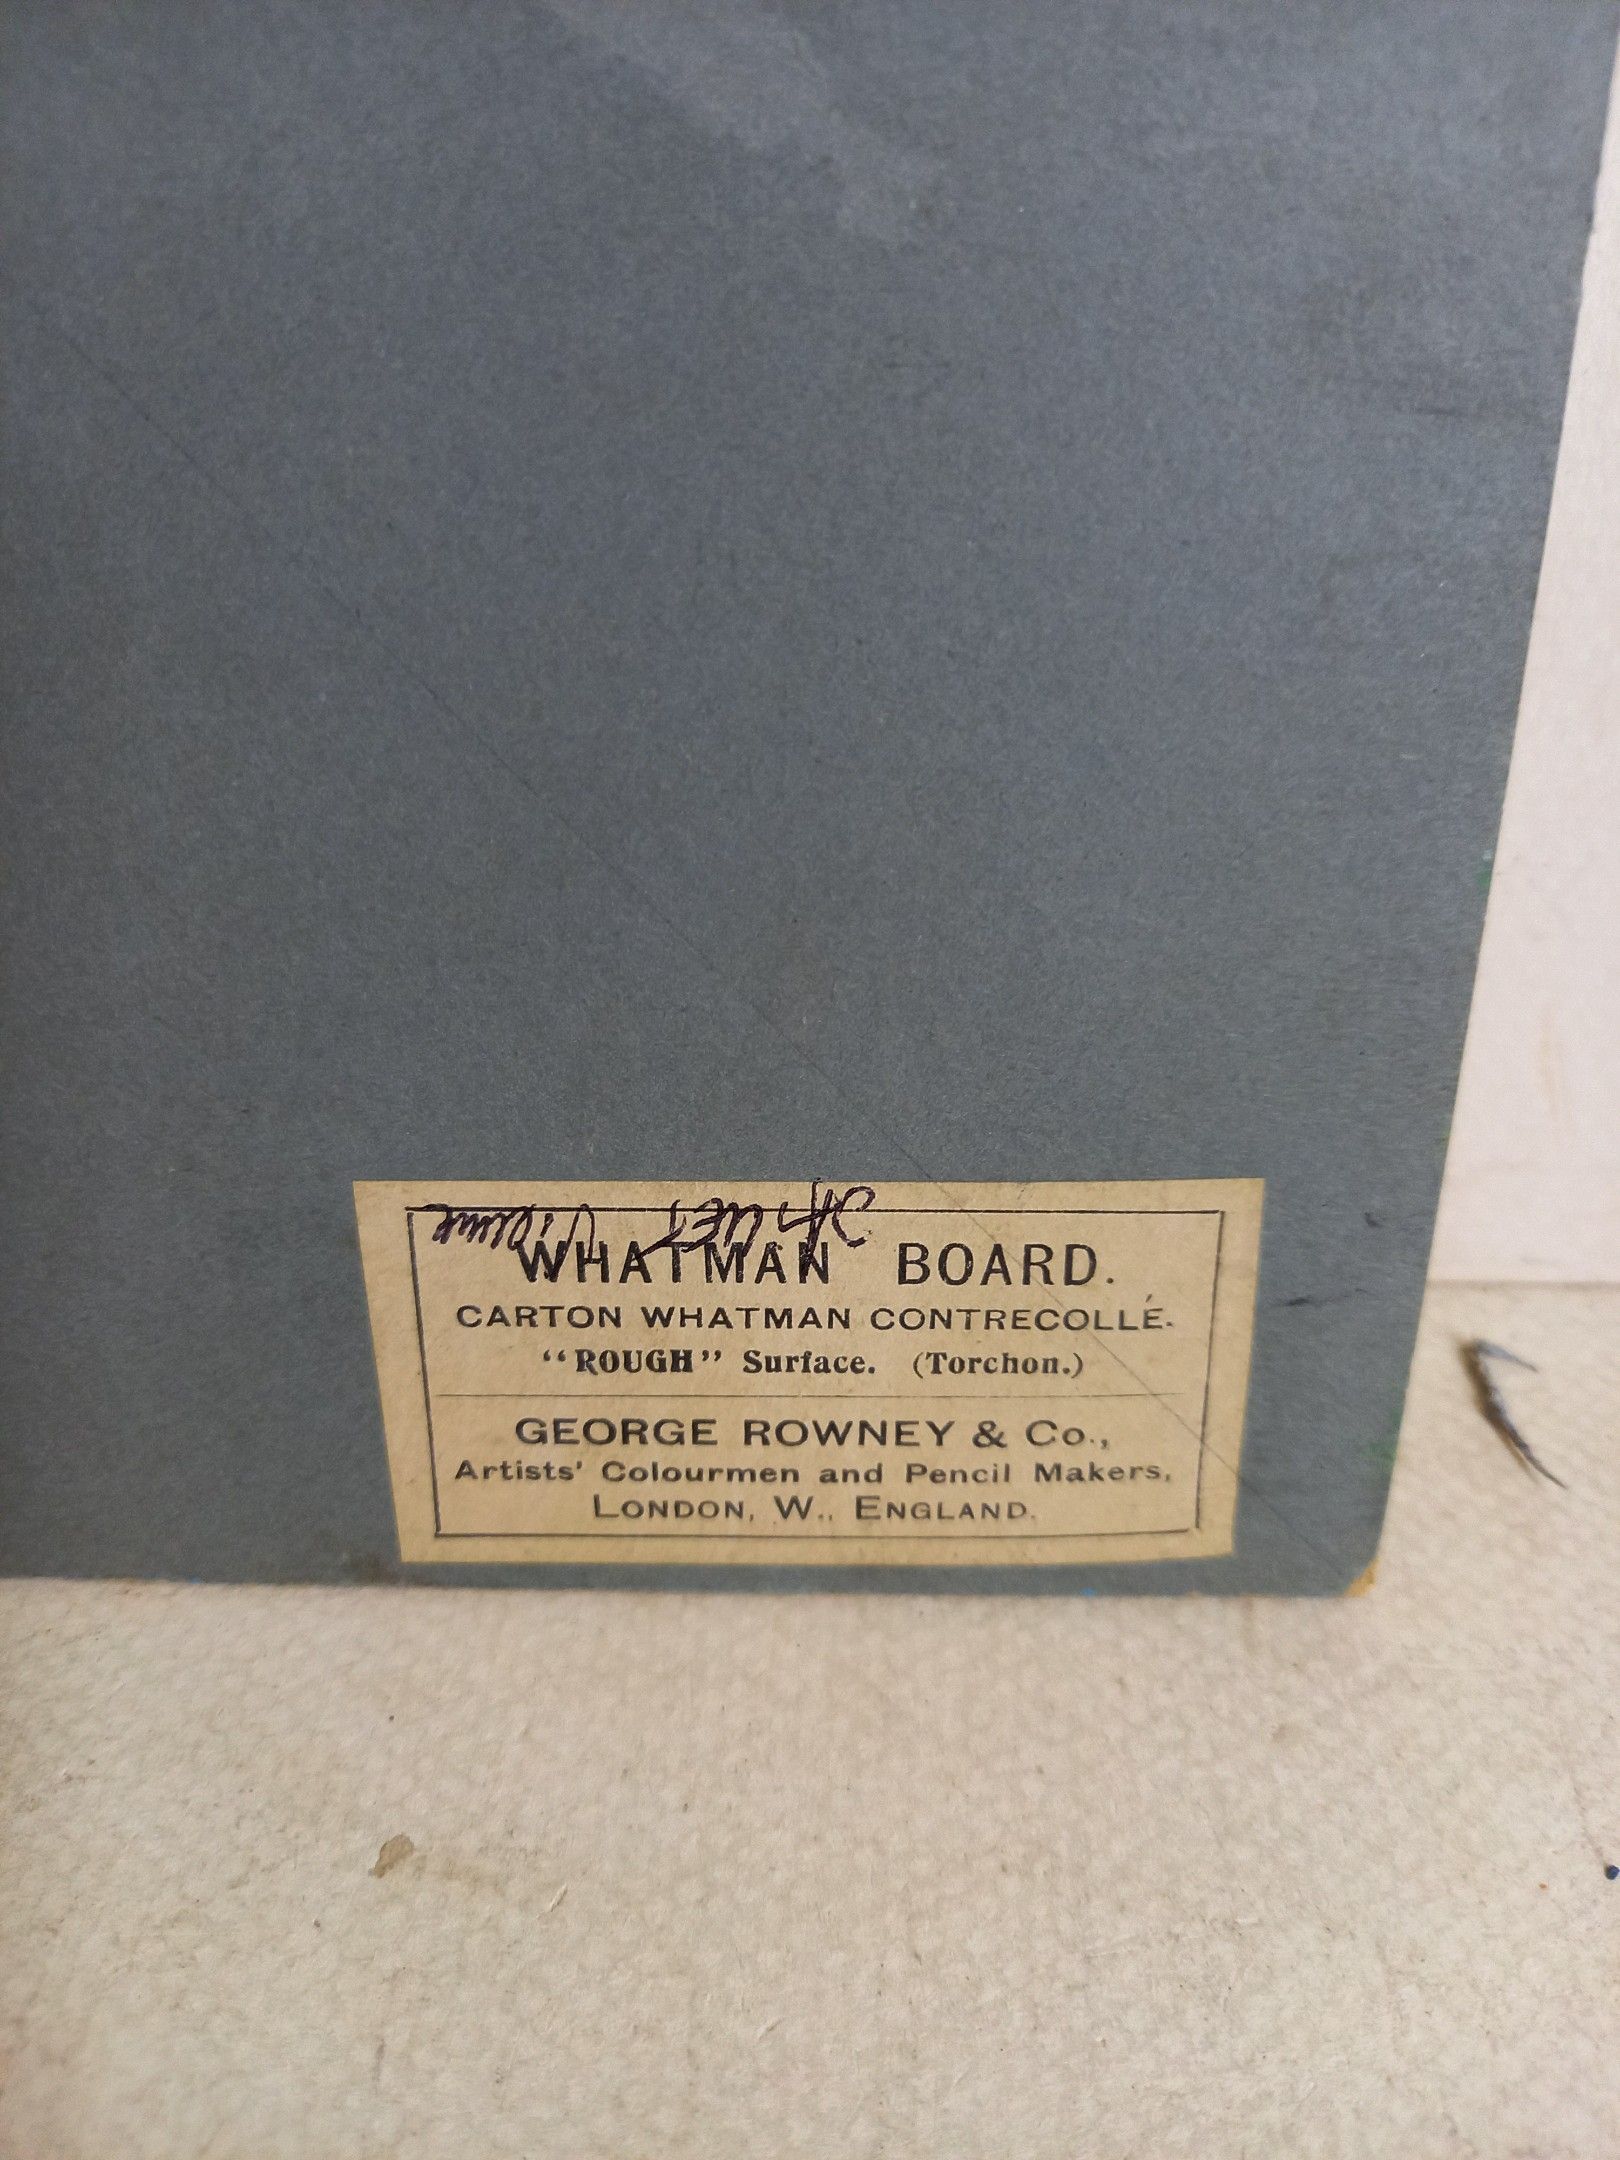 WHATMAN BOARD.
CARTON WHATMAN CONTRECOLLÉ.
“ROUGH” Surface. (Torchon.)
GEORGE ROWNEY & Co.,
Artists' Colourmen and Pencil Makers,
LONDON, W., ENGLAND.